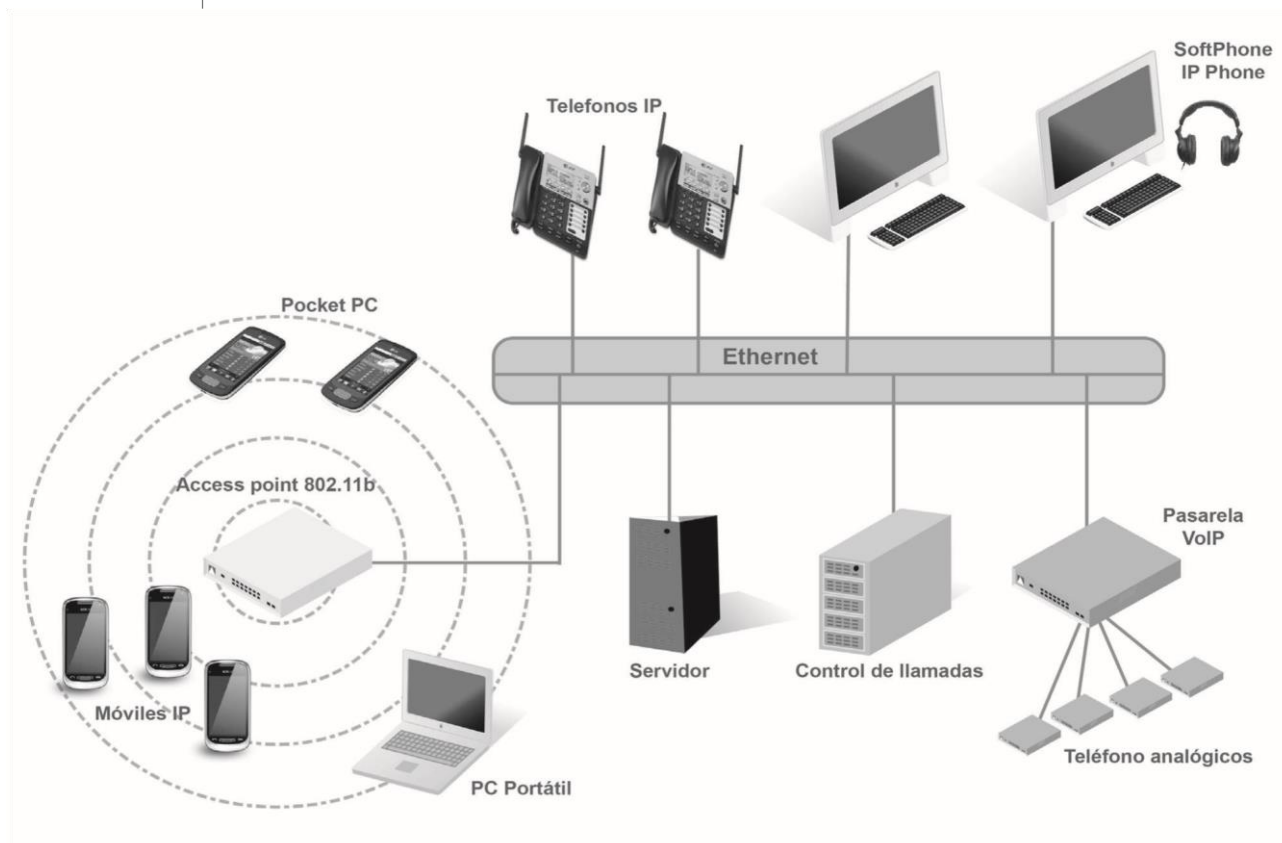 SoftPhone
IP Phone
Telefonos IP
Pocket PC
Ethernet
Access point 802.11b
Pasarela
VoIP
Servidor
Control de llamadas
Móviles IP
Teléfono analógicos
PC Portátil